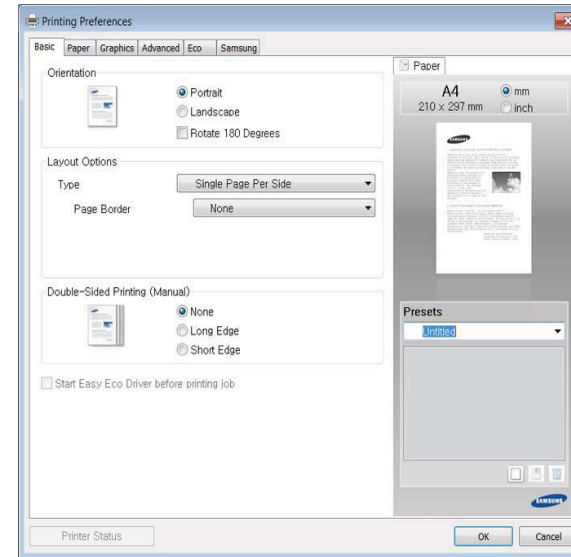 Printing Preferences
Basic Paper Graphics Advanced Eco Samsung
Orientation
Portrait
Landscape
Rotate 180 Degrees
Layout Options
Type Single Page Per Side
Page Border None
Double-Sided Printing (Manual)
None
Long Edge
Short Edge
Start Easy Eco Driver before printing job
Paper
A4 mm
210 x 297 mm inch
SAMSUNG
Presets
Untitled
SAMSUNG
Printer Status OK Cancel